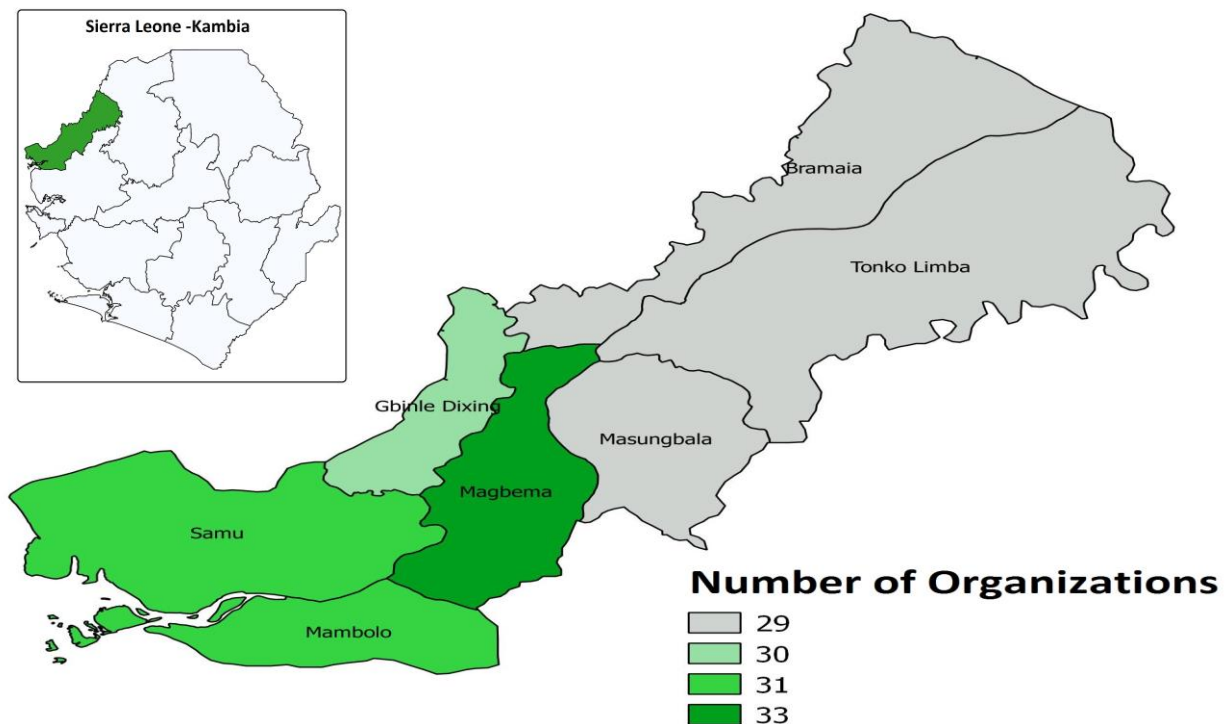 Sierra Leone -Kambia
Bramaia
Tonko Limba
Gbinle Dixing
Masungbala
Magbema
Samu
Mambolo
Number of Organizations
29
30
31
33